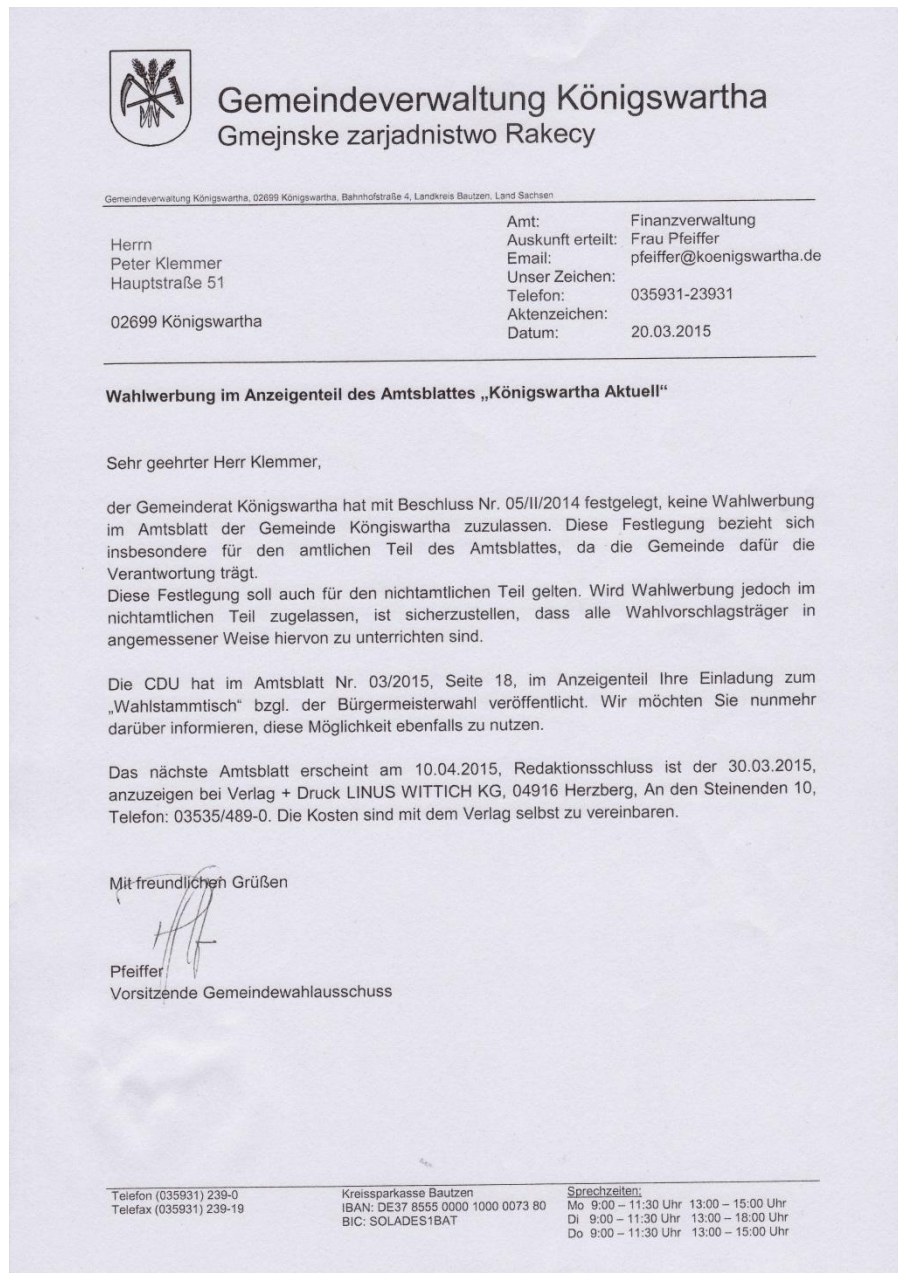 Gemeindeverwaltung Königswartha
Gmejnske zarjadnistwo Rakecy
Gemeindeverwaltung Königswartha, 02699 Königswartha, Bahnhofstraße 4, Landkreis Bautzen, Land Sachsen
Herrn
Peter Klemmer
Hauptstraße 51
02699 Königswartha
Amt: Finanzverwaltung
Auskunft erteilt: Frau Pfeiffer
Email: pfeiffer@koenigswartha.de
Unser Zeichen:
Telefon: 035931-23931
Aktenzeichen:
Datum: 20.03.2015
Wahlwerbung im Anzeigenteil des Amtsblattes „Königswartha Aktuell“
Sehr geehrter Herr Klemmer,
der Gemeinderat Königswartha hat mit Beschluss Nr. 05/II/2014 festgelegt, keine Wahlwerbung
im Amtsblatt der Gemeinde Köngiswartha zuzulassen. Diese Festlegung bezieht sich
insbesondere für den amtlichen Teil des Amtsblattes, da die Gemeinde dafür die
Verantwortung trägt.
Diese Festlegung soll auch für den nichtamtlichen Teil gelten. Wird Wahlwerbung jedoch im
nichtamtlichen Teil zugelassen, ist sicherzustellen, dass alle Wahlvorschlagsträger in
angemessener Weise hiervon zu unterrichten sind.
Die CDU hat im Amtsblatt Nr. 03/2015, Seite 18, im Anzeigenteil Ihre Einladung zum
„Wahlstammtisch“ bzgl. der Bürgermeisterwahl veröffentlicht. Wir möchten Sie nunmehr
darüber informieren, diese Möglichkeit ebenfalls zu nutzen.
Das nächste Amtsblatt erscheint am 10.04.2015, Redaktionsschluss ist der 30.03.2015,
anzuzeigen bei Verlag + Druck LINUS WITTICH KG, 04916 Herzberg, An den Steinenden 10,
Telefon: 03535/489-0. Die Kosten sind mit dem Verlag selbst zu vereinbaren.
Mit freundlichen Grüßen
Pfeiffer
Vorsitzende Gemeindewahlausschuss
Telefon (035931) 239-0
Telefax (035931) 239-19
Kreissparkasse Bautzen
IBAN: DE37 8555 0000 1000 0073 80
BIC: SOLADES1BAT
Sprechzeiten:
Mo 9:00 – 11:30 Uhr 13:00 – 15:00 Uhr
Di 9:00 – 11:30 Uhr 13:00 – 18:00 Uhr
Do 9:00 – 11:30 Uhr 13:00 – 15:00 Uhr